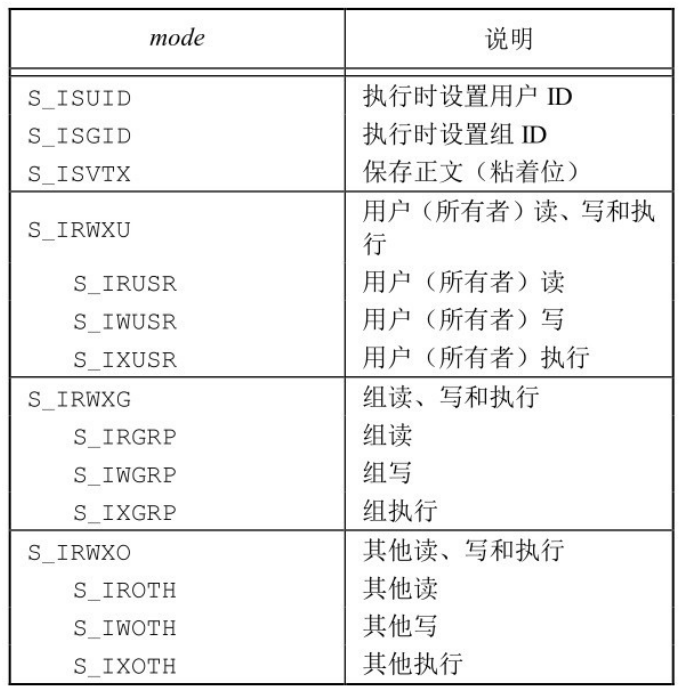 mode 说明
S_ISUID 执行时设置用户 ID
S_ISGID 执行时设置组 ID
S_ISVTX 保存正文（粘着位）
S_IRWXU 用户（所有者）读、写和执
行
S_IRUSR 用户（所有者）读
S_IWUSR 用户（所有者）写
S_IXUSR 用户（所有者）执行
S_IRWXG 组读、写和执行
S_IRGRP 组读
S_IWGRP 组写
S_IXGRP 组执行
S_IRWXO 其他读、写和执行
S_IROTH 其他读
S_IWOTH 其他写
S_IXOTH 其他执行